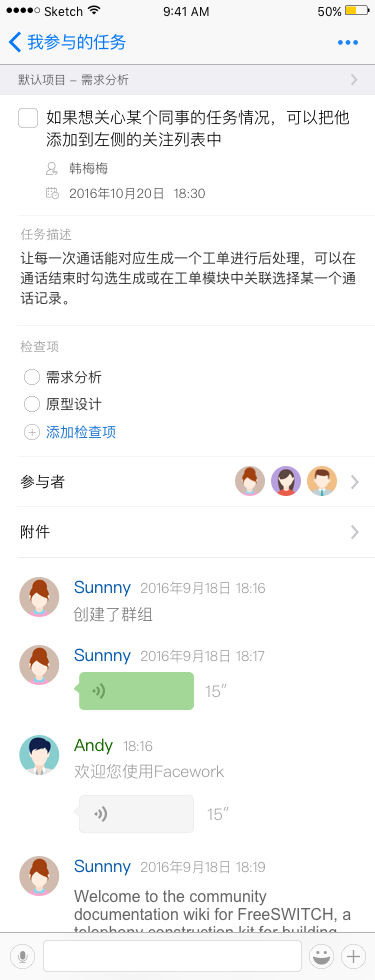 Sketch 9:41 AM 50%
我参与的任务
默认项目 – 需求分析
如果想关心某个同事的任务情况，可以把他
添加到左侧的关注列表中
韩梅梅
2016年10月20日 18:30
任务描述
让每一次通话能对应生成一个工单进行后处理，可以在
通话结束时勾选生成或在工单模块中关联选择某一个通
话记录。
检查项
需求分析
原型设计
添加检查项
参与者
附件
Sunnny 2016年9月18日 18:16
创建了群组
Sunnny 2016年9月18日 18:17
15″
Andy 18:16
欢迎您使用Facework
15″
Sunnny 2016年9月18日 18:19
Welcome to the community
documentation wiki for FreeSWITCH, a
telephony construction kit for building